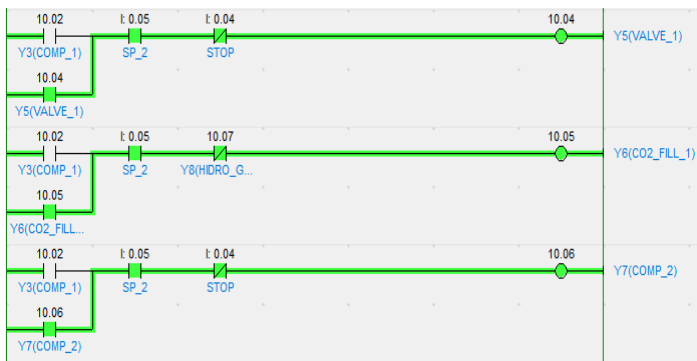 10.02 I: 0.05 I: 0.04 10.04
Y3(COMP_1) SP_2 STOP Y5(VALVE_1)
10.04
Y5(VALVE_1)
10.02 I: 0.05 10.07 10.05
Y3(COMP_1) SP_2 Y8(HIDRO_G... Y6(CO2_FILL_1)
10.05
Y6(CO2_FILL...
10.02 I: 0.05 I: 0.04 10.06
Y3(COMP_1) SP_2 STOP Y7(COMP_2)
10.06
Y7(COMP_2)